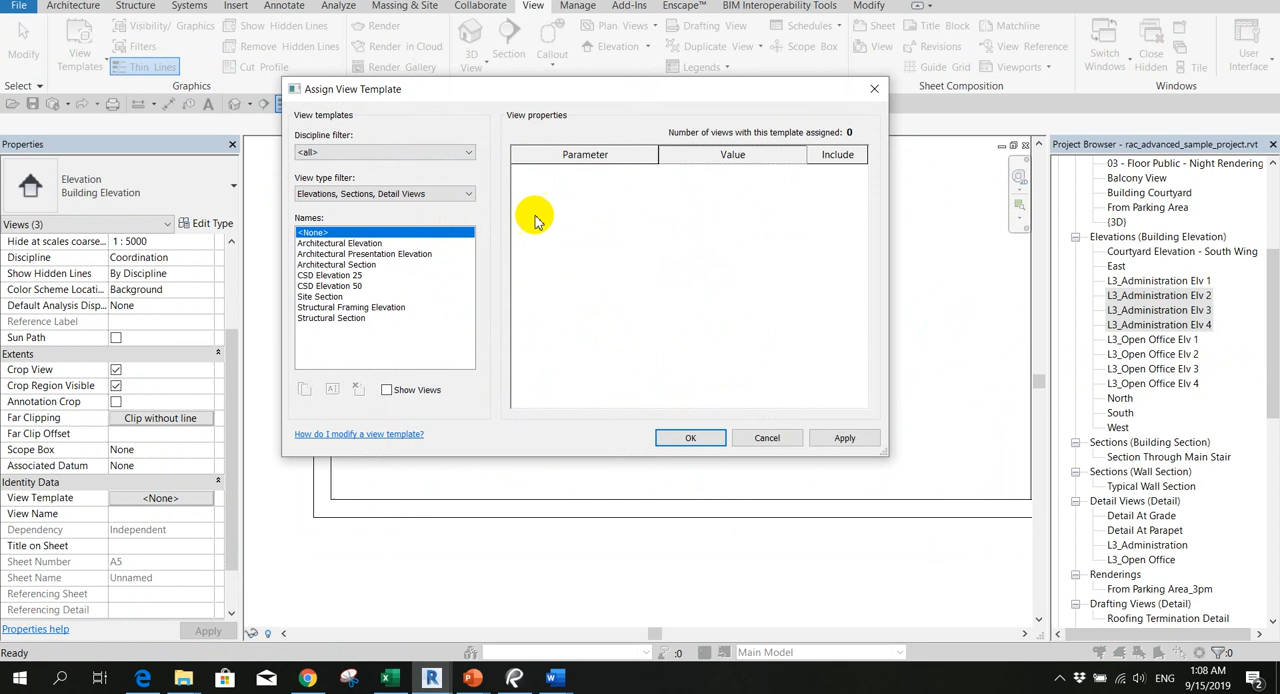 File Architecture Structure Systems Insert Annotate Analyze Massing & Site Collaborate View Manage Add-Ins Enscape™ BIM Interoperability Tools Modify
Modify
View Templates
Visibility/ Graphics
Filters
Thin Lines
Show Hidden Lines
Remove Hidden Lines
Cut Profile
Render
Render in Cloud
Render Gallery
3D View
Section
Callout
Plan Views
Elevation
Drafting View
Duplicate View
Legends
Schedules
Scope Box
Sheet
View
Title Block
Revisions
Guide Grid
Matchline
View Reference
Viewports
Switch Windows
Close Hidden
Tile
User Interface
Select
Graphics
Sheet Composition
Windows
Properties
Elevation
Building Elevation
Views (3)
Edit Type
Hide at scales coarse... 1 : 5000
Discipline Coordination
Show Hidden Lines By Discipline
Color Scheme Locati... Background
Default Analysis Disp... None
Reference Label
Sun Path
Extents
Crop View
Crop Region Visible
Annotation Crop
Far Clipping Clip without line
Far Clip Offset
Scope Box None
Associated Datum None
Identity Data
View Template <None>
View Name
Dependency Independent
Title on Sheet
Sheet Number A5
Sheet Name Unnamed
Referencing Sheet
Referencing Detail
Properties help
Apply
Assign View Template
View templates
Discipline filter:
<all>
View type filter:
Elevations, Sections, Detail Views
Names:
<None>
Architectural Elevation
Architectural Presentation Elevation
Architectural Section
CSD Elevation 25
CSD Elevation 50
Site Section
Structural Framing Elevation
Structural Section
Show Views
How do I modify a view template?
View properties
Number of views with this template assigned: 0
Parameter Value Include
OK Cancel Apply
Project Browser - rac_advanced_sample_project.rvt
03 - Floor Public - Night Rendering
Balcony View
Building Courtyard
From Parking Area
{3D}
Elevations (Building Elevation)
Courtyard Elevation - South Wing
East
L3_Administration Elv 1
L3_Administration Elv 2
L3_Administration Elv 3
L3_Administration Elv 4
L3_Open Office Elv 1
L3_Open Office Elv 2
L3_Open Office Elv 3
L3_Open Office Elv 4
North
South
West
Sections (Building Section)
Section Through Main Stair
Sections (Wall Section)
Typical Wall Section
Detail Views (Detail)
Detail At Grade
Detail At Parapet
L3_Administration
L3_Open Office
Renderings
From Parking Area_3pm
Drafting Views (Detail)
Roofing Termination Detail
Ready
:0
Main Model
:0
ENG
1:08 AM
9/15/2019